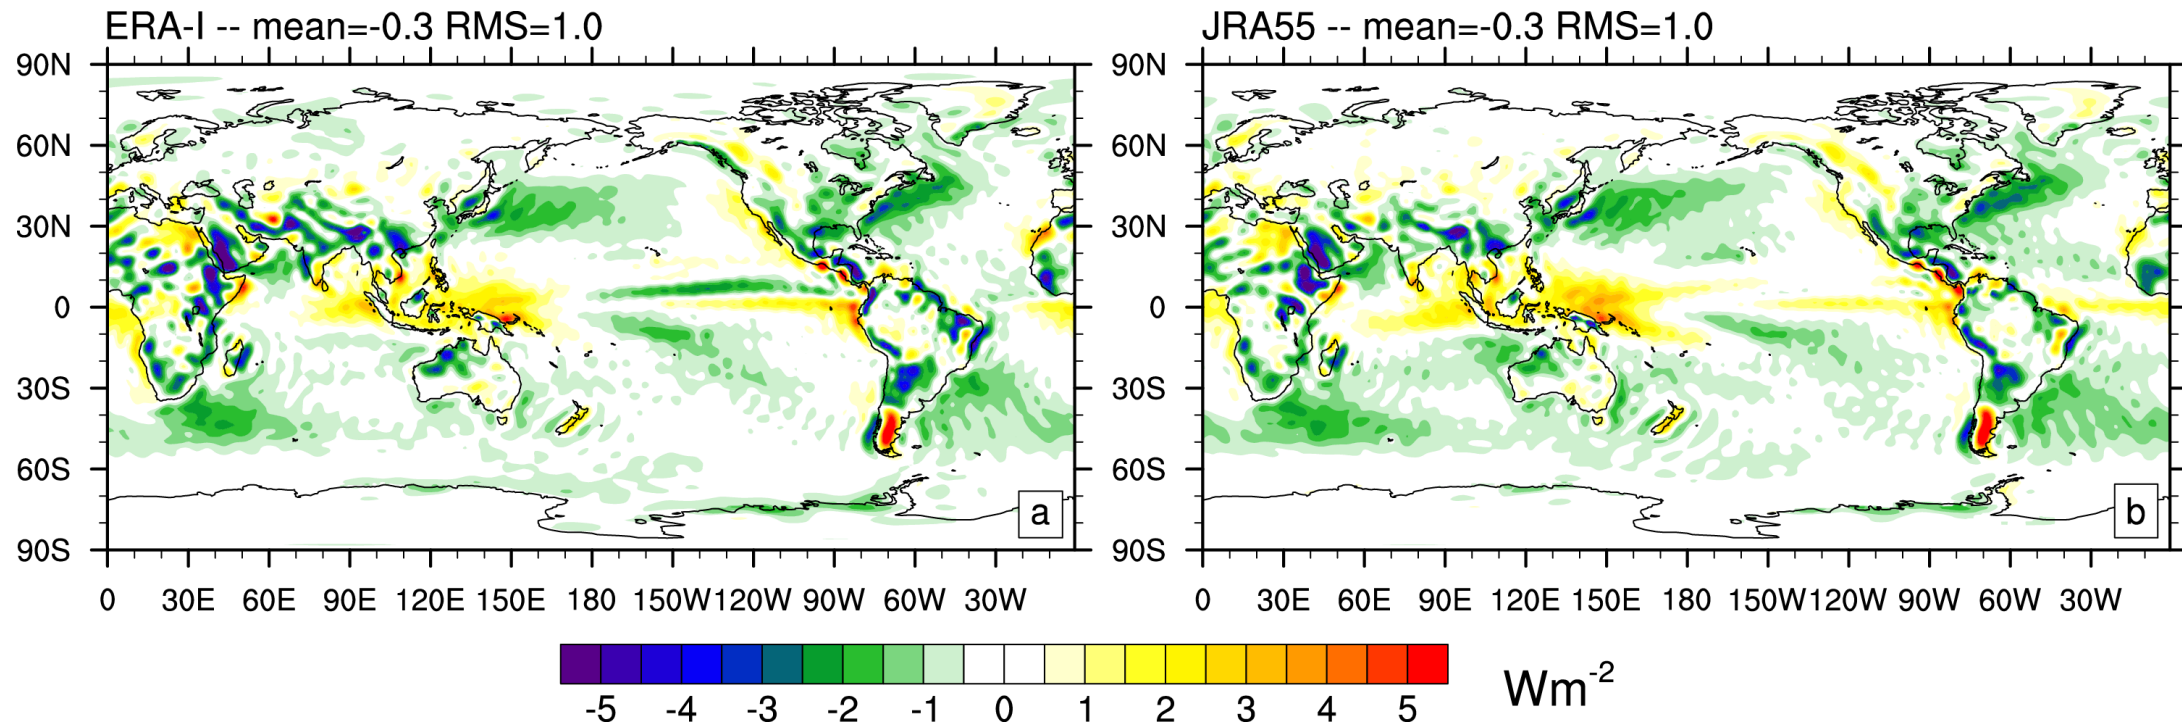 ERA-I -- mean=-0.3 RMS=1.0
90N
60N
30N
0
30S
60S
90S
a
0 30E 60E 90E 120E 150E 180 150W 120W 90W 60W 30W
JRA55 -- mean=-0.3 RMS=1.0
90N
60N
30N
0
30S
60S
90S
b
0 30E 60E 90E 120E 150E 180 150W 120W 90W 60W 30W
-5 -4 -3 -2 -1 0 1 2 3 4 5
Wm⁻²